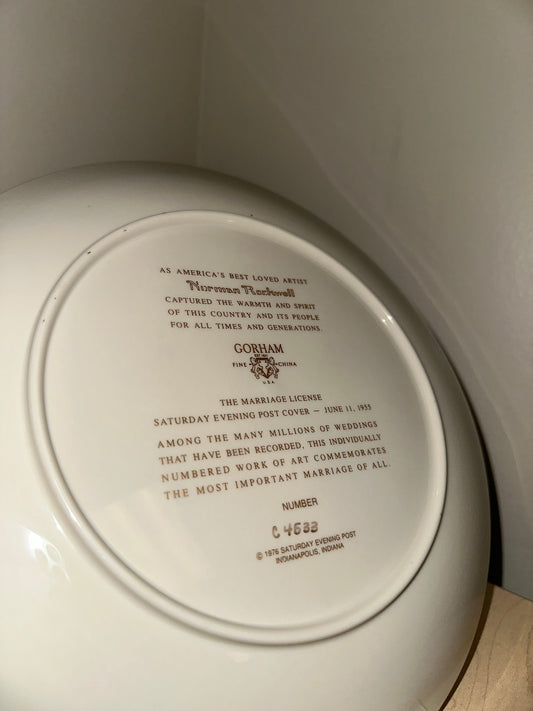 AS AMERICA'S BEST LOVED ARTIST
Norman Rockwell
CAPTURED THE WARMTH AND SPIRIT
OF THIS COUNTRY AND ITS PEOPLE
FOR ALL TIMES AND GENERATIONS.
GORHAM
EST. 1831
FINE CHINA
U.S.A.
THE MARRIAGE LICENSE
SATURDAY EVENING POST COVER — JUNE 11, 1955
AMONG THE MANY MILLIONS OF WEDDINGS
THAT HAVE BEEN RECORDED, THIS INDIVIDUALLY
NUMBERED WORK OF ART COMMEMORATES
THE MOST IMPORTANT MARRIAGE OF ALL.
NUMBER
C 4533
© 1976 SATURDAY EVENING POST
INDIANAPOLIS, INDIANA